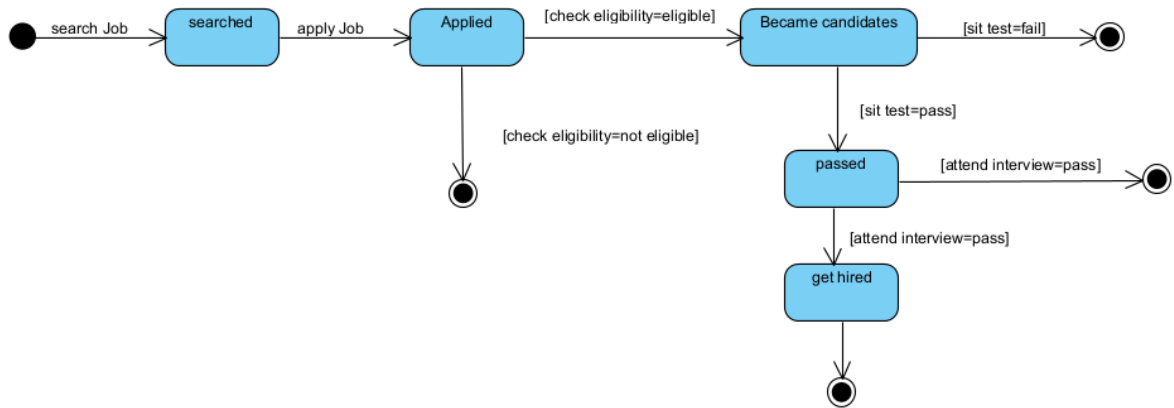 search Job
searched
apply Job
Applied
[check eligibility=eligible]
Became candidates
[sit test=fail]
[sit test=pass]
[check eligibility=not eligible]
passed
[attend interview=pass]
[attend interview=pass]
get hired